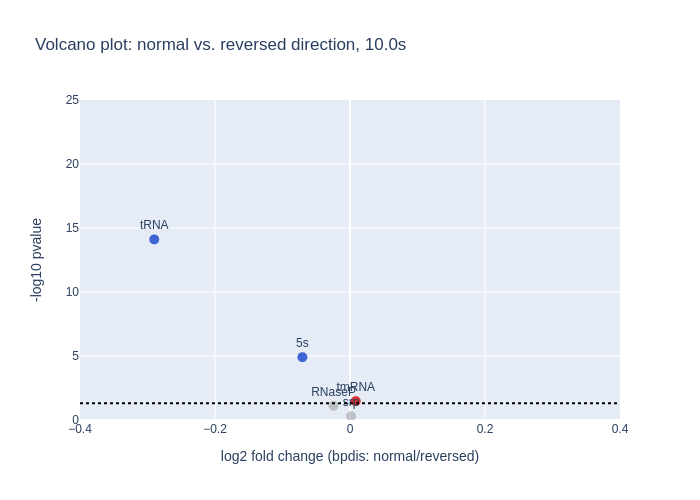 Volcano plot: normal vs. reversed direction, 10.0s
25
20
15
10
5
0
-log10 pvalue
tRNA
5s
tmRNA
RNaseP
srp
−0.4
−0.2
0
0.2
0.4
log2 fold change (bpdis: normal/reversed)